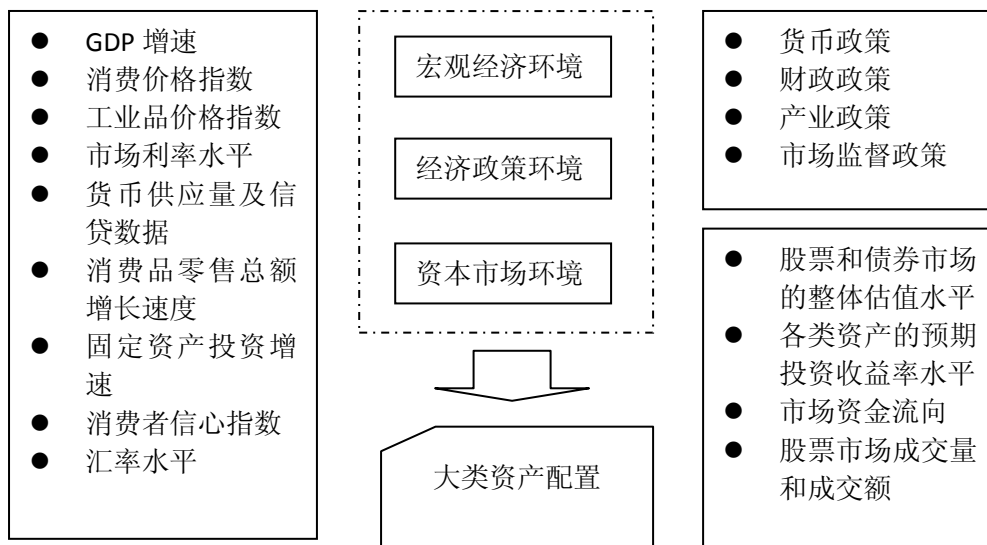 GDP 增速
消费价格指数
工业品价格指数
市场利率水平
货币供应量及信
贷数据
消费品零售总额
增长速度
固定资产投资增
速
消费者信心指数
汇率水平
宏观经济环境
经济政策环境
资本市场环境
大类资产配置
货币政策
财政政策
产业政策
市场监督政策
股票和债券市场
的整体估值水平
各类资产的预期
投资收益率水平
市场资金流向
股票市场成交量
和成交额